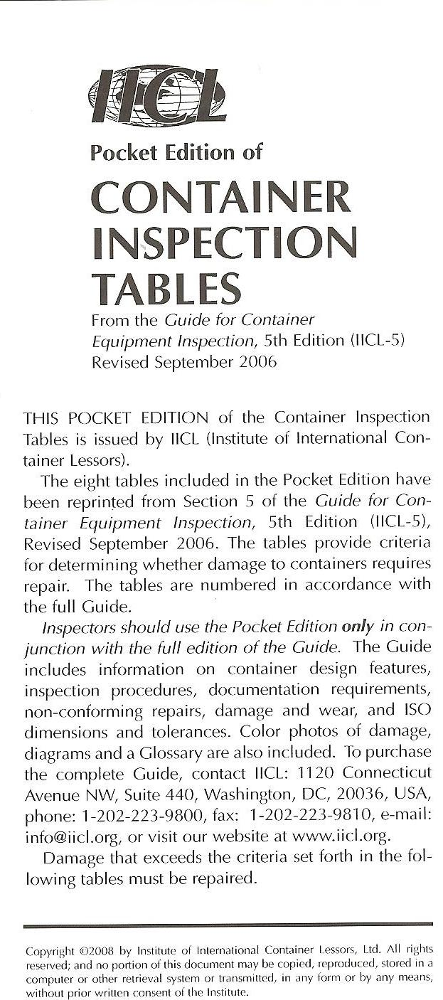 IICL
Pocket Edition of
CONTAINER
INSPECTION
TABLES
From the Guide for Container
Equipment Inspection, 5th Edition (IICL-5)
Revised September 2006
THIS POCKET EDITION of the Container Inspection
Tables is issued by IICL (Institute of International Con-
tainer Lessors).
The eight tables included in the Pocket Edition have
been reprinted from Section 5 of the Guide for Con-
tainer Equipment Inspection, 5th Edition (IICL-5),
Revised September 2006. The tables provide criteria
for determining whether damage to containers requires
repair. The tables are numbered in accordance with
the full Guide.
Inspectors should use the Pocket Edition only in con-
junction with the full edition of the Guide. The Guide
includes information on container design features,
inspection procedures, documentation requirements,
non-conforming repairs, damage and wear, and ISO
dimensions and tolerances. Color photos of damage,
diagrams and a Glossary are also included. To purchase
the complete Guide, contact IICL: 1120 Connecticut
Avenue NW, Suite 440, Washington, DC, 20036, USA,
phone: 1-202-223-9800, fax: 1-202-223-9810, e-mail:
info@iicl.org, or visit our website at www.iicl.org.
Damage that exceeds the criteria set forth in the fol-
lowing tables must be repaired.
Copyright ©2008 by Institute of International Container Lessors, Ltd. All rights
reserved; and no portion of this document may be copied, reproduced, stored in a
computer or other retrieval system or transmitted, in any form or by any means,
without prior written consent of the Institute.